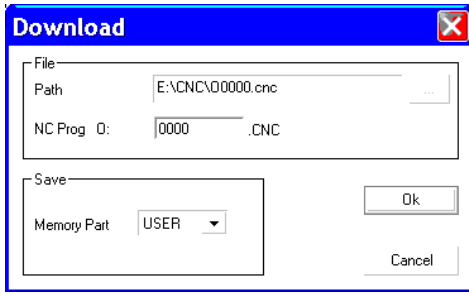 Download
File
Path E:\CNC\O0000.cnc ...
NC Prog O: 0000 .CNC
Save
Memory Part USER
Ok
Cancel